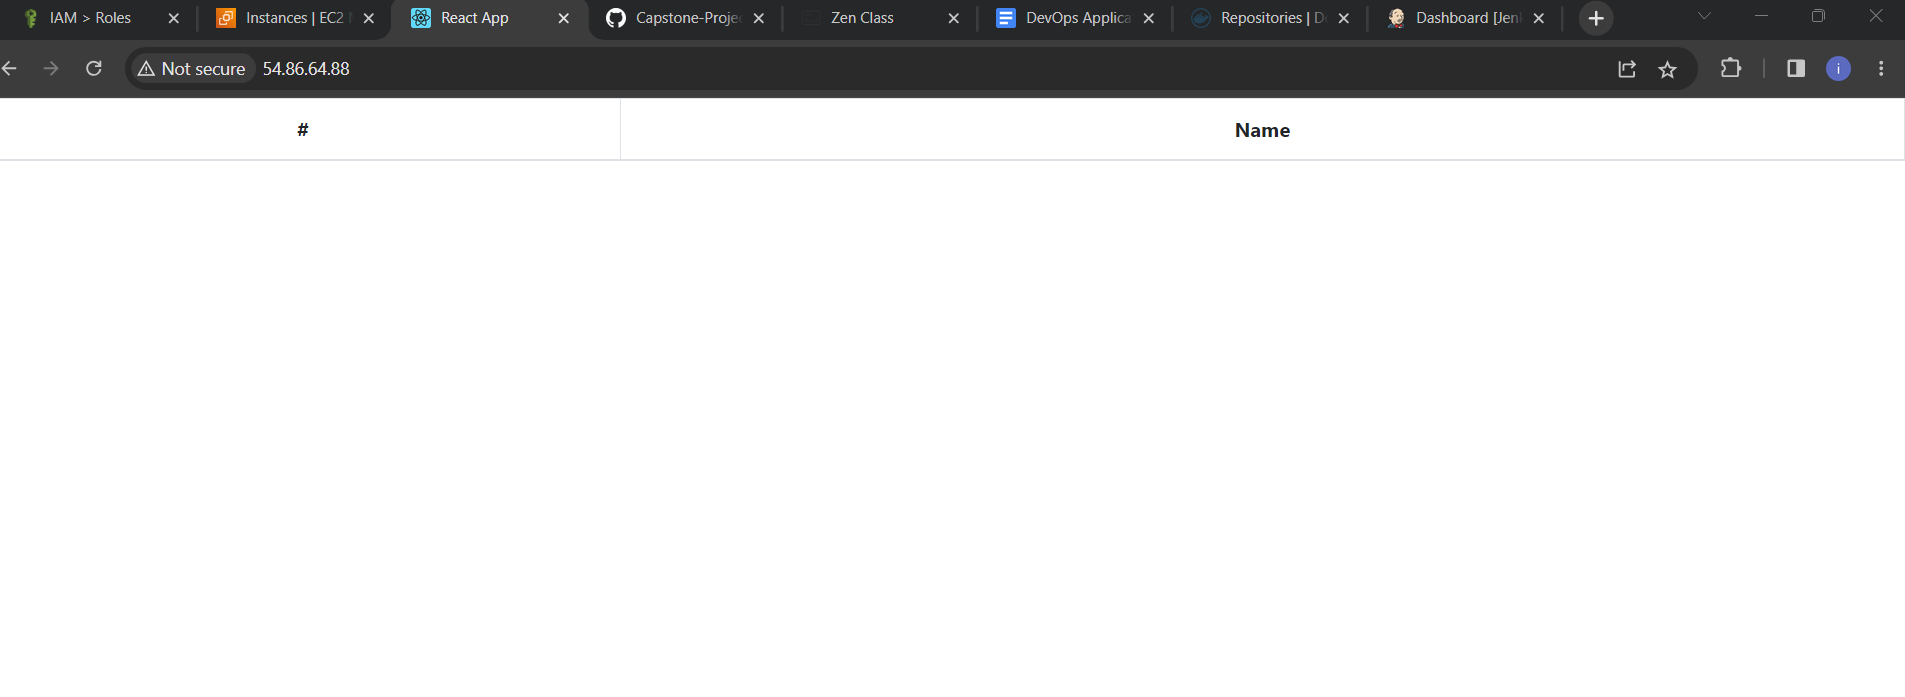 IAM > Roles
Instances | EC2
React App
Capstone-Proje
Zen Class
DevOps Applica
Repositories | D
Dashboard [Jen
Not secure 54.86.64.88
i
# Name